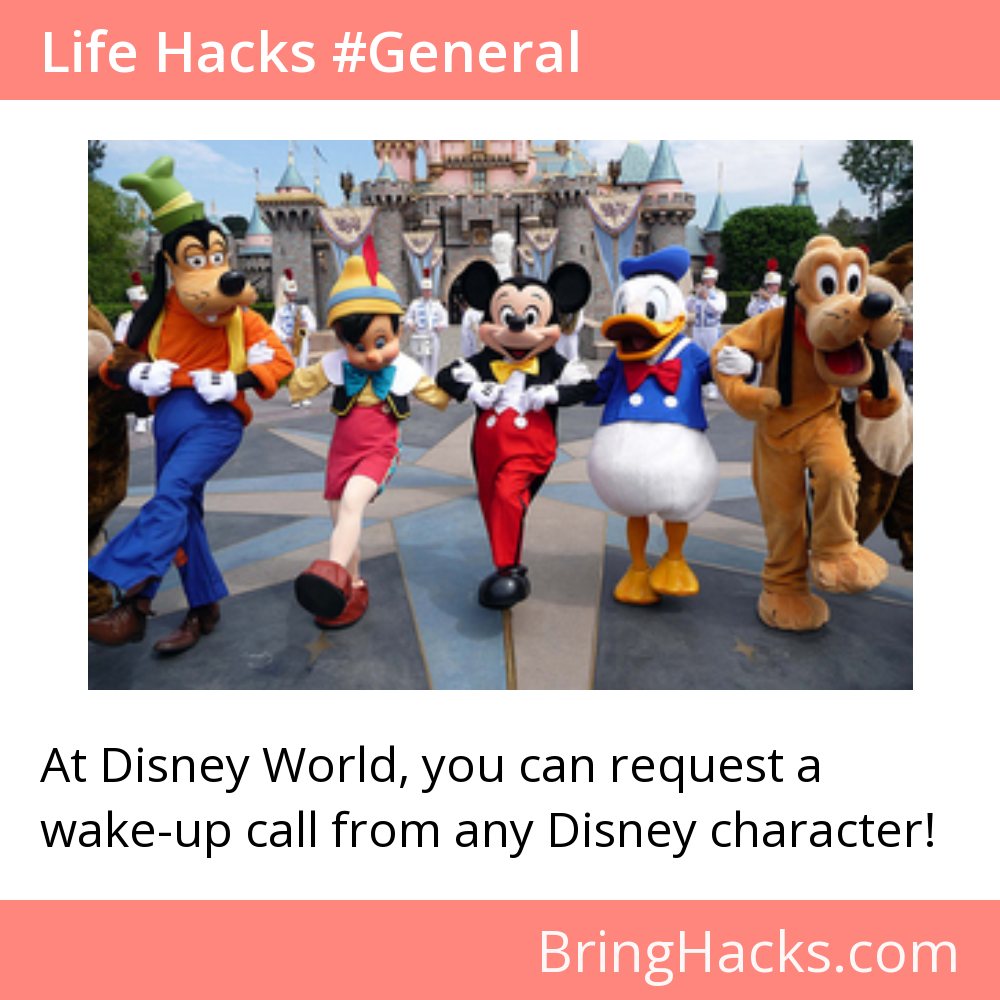 Life Hacks #General
At Disney World, you can request a
wake-up call from any Disney character!
BringHacks.com